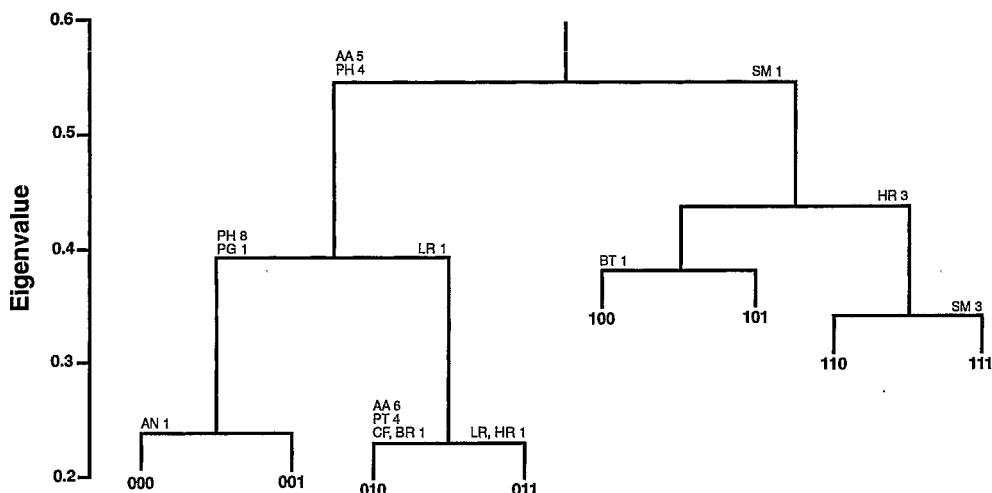 0.6
AA 5
PH 4
SM 1
0.5
HR 3
PH 8
PG 1
LR 1
0.4
BT 1
100
101
SM 3
110
111
0.3
AA 6
PT 4
AN 1
CF, BR 1
LR, HR 1
0.2
000
001
010
011
Eigenvalue